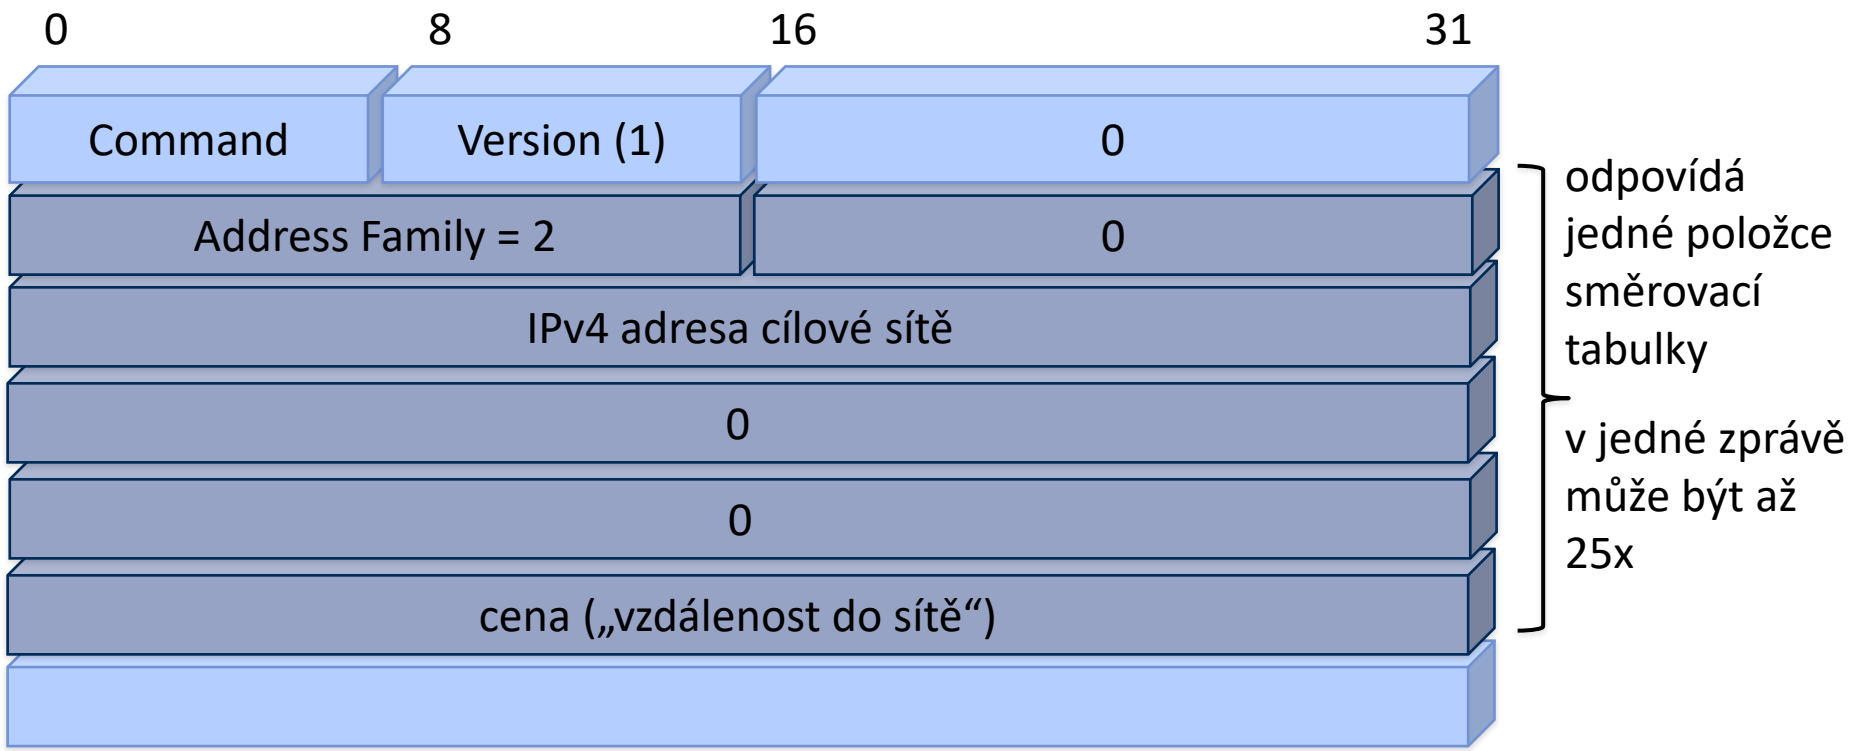 0 8 16 31
Command Version (1) 0
Address Family = 2 0
IPv4 adresa cílové sítě
0
0
cena („vzdálenost do sítě“)
odpovídá
jedné položce
směrovací
tabulky
v jedné zprávě
může být až
25x